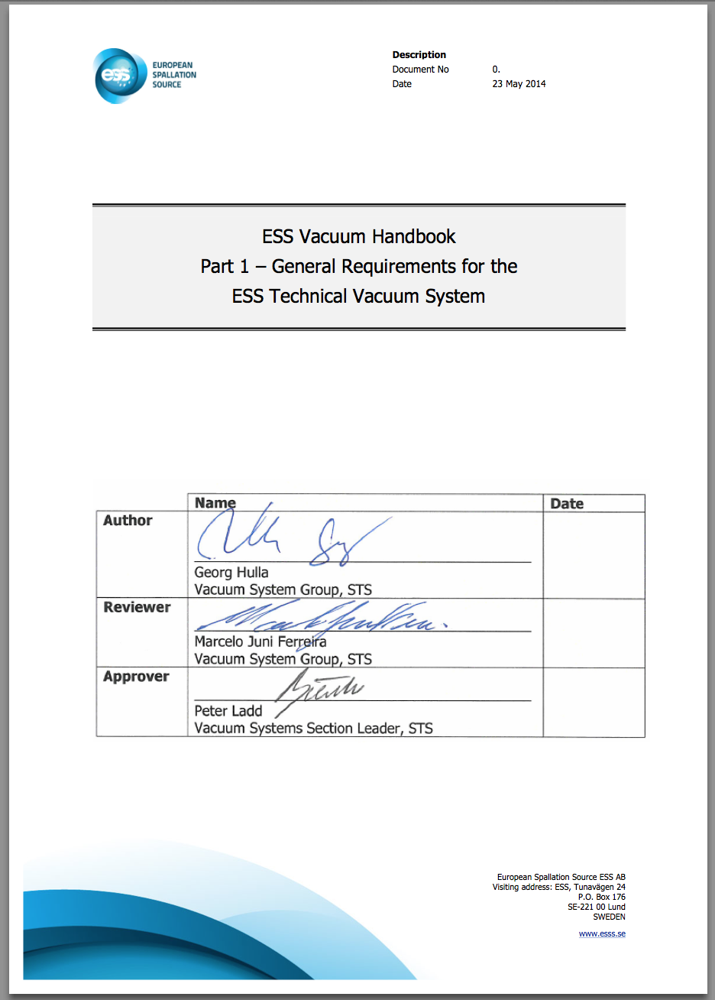 ess
EUROPEAN
SPALLATION
SOURCE
Description
Document No 0.
Date 23 May 2014
ESS Vacuum Handbook
Part 1 – General Requirements for the
ESS Technical Vacuum System
Name Date
Author
Georg Hulla
Vacuum System Group, STS
Reviewer
Marcelo Juni Ferreira
Vacuum System Group, STS
Approver
Peter Ladd
Vacuum Systems Section Leader, STS
European Spallation Source ESS AB
Visiting address: ESS, Tunavägen 24
P.O. Box 176
SE-221 00 Lund
SWEDEN
www.esss.se